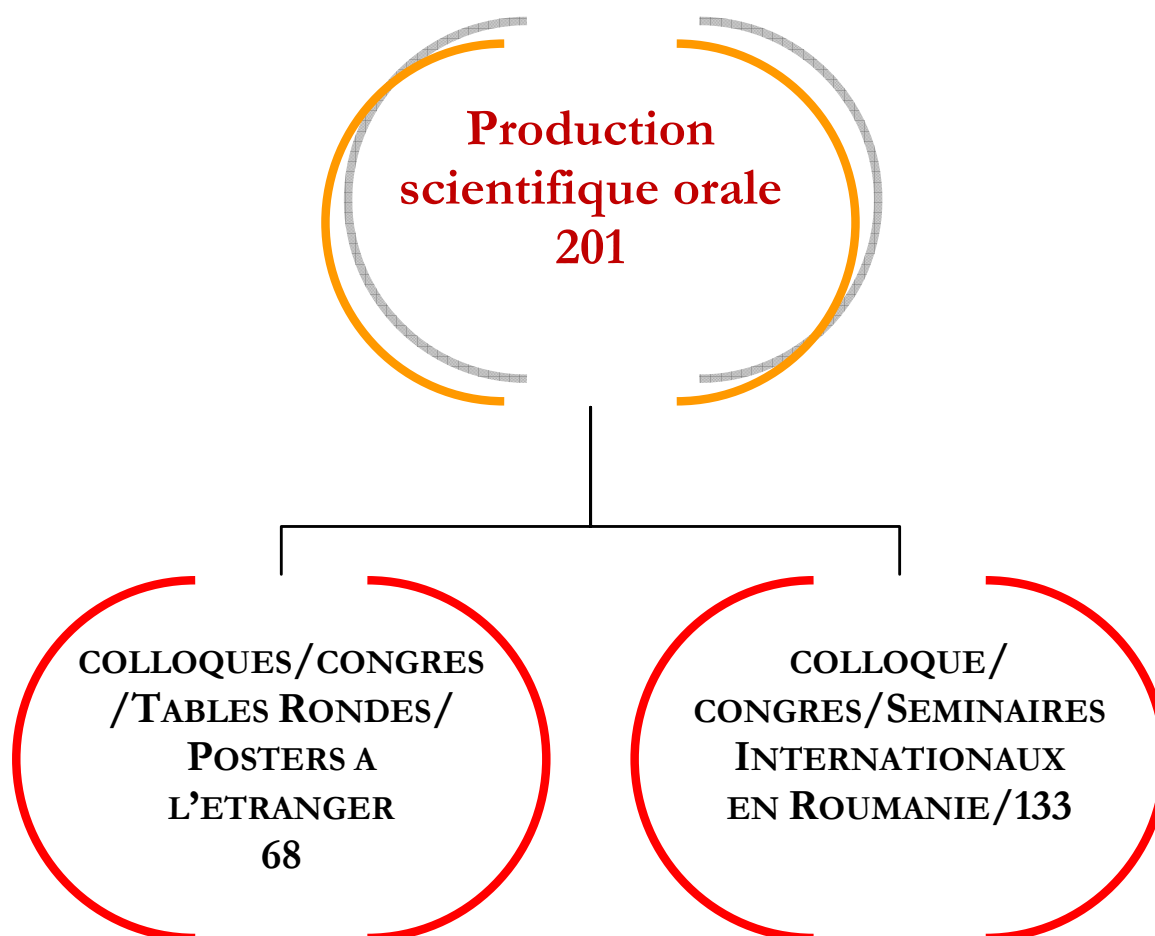 Production
scientifique orale
201
COLLOQUES/CONGRES
/TABLES RONDES/
POSTERS A
L’ETRANGER
68
COLLOQUE/
CONGRES/SEMINAIRES
INTERNATIONAUX
EN ROUMANIE/133